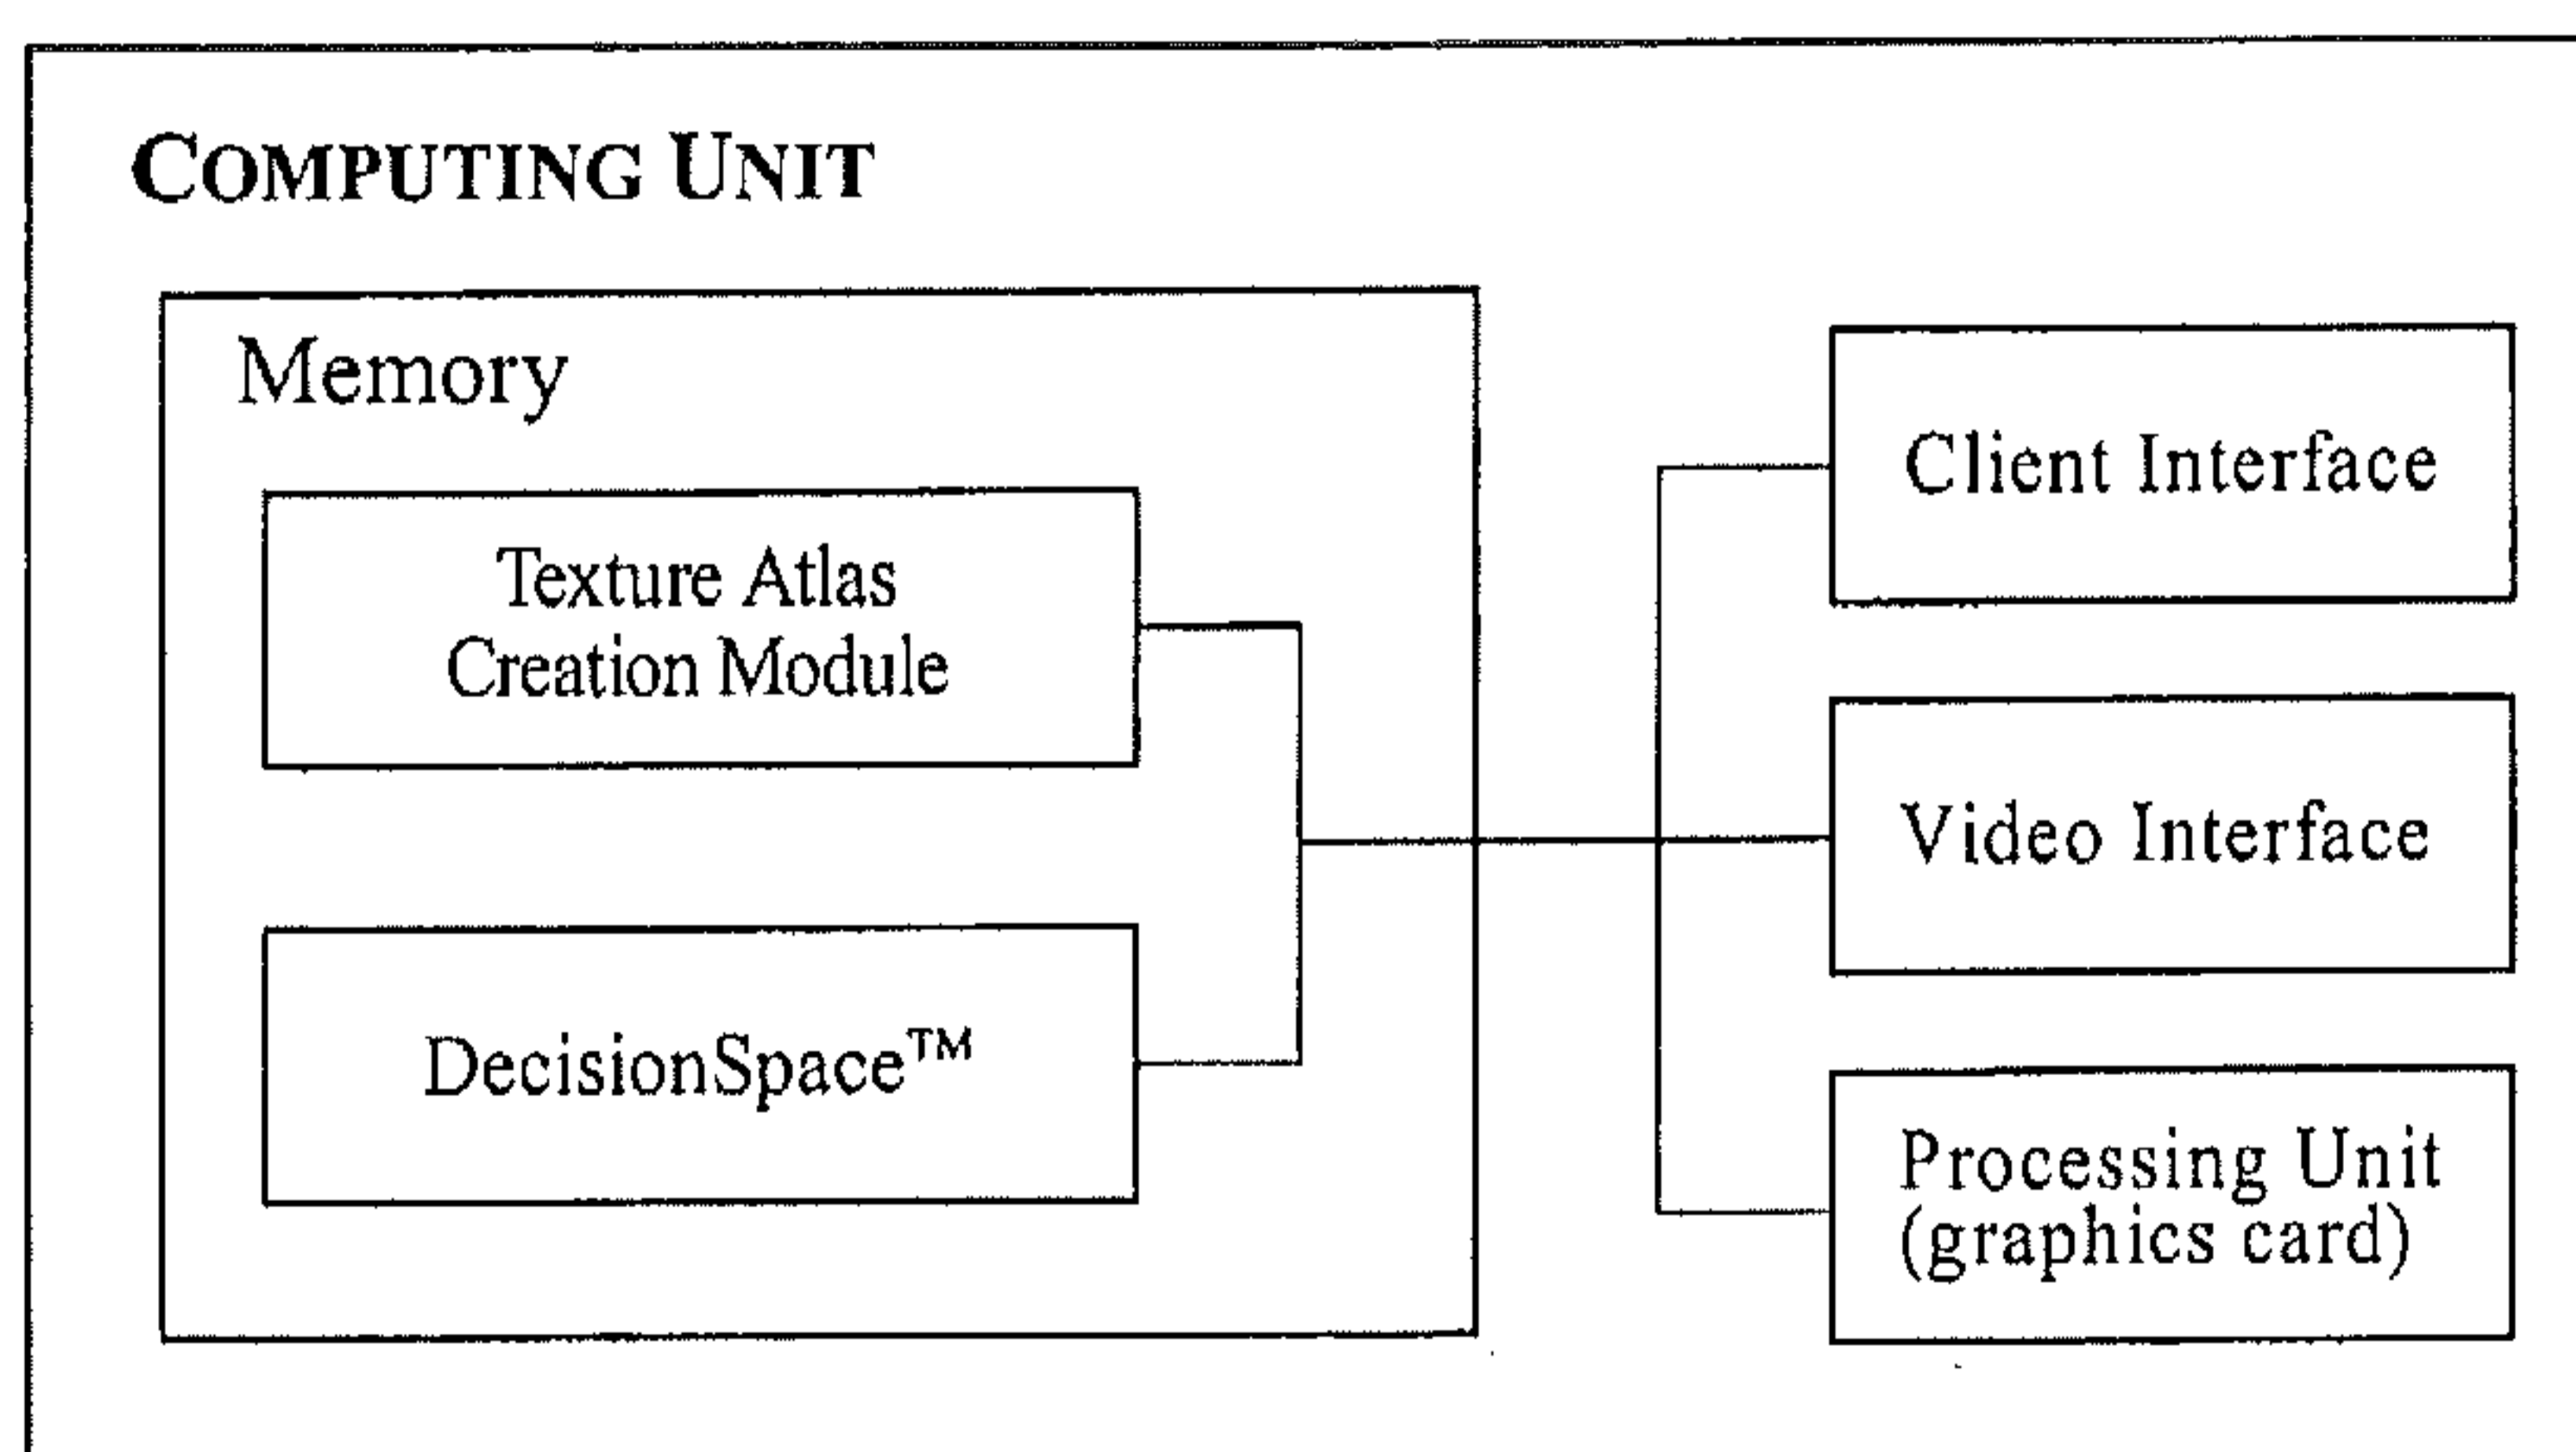 COMPUTING UNIT
Memory
Texture Atlas
Creation Module
DecisionSpace™
Client Interface
Video Interface
Processing Unit
(graphics card)